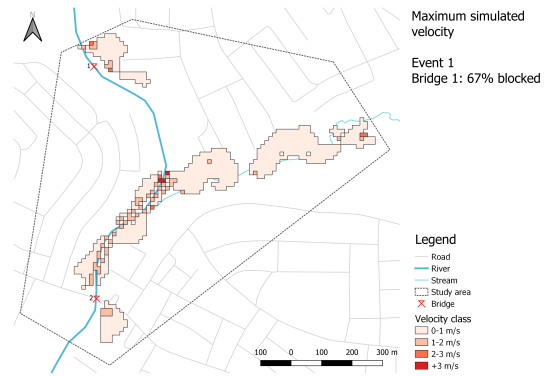 N
Maximum simulated
velocity
Event 1
Bridge 1: 67% blocked
1
2
Legend
Road
River
Stream
Study area
Bridge
Velocity class
0-1 m/s
1-2 m/s
2-3 m/s
+3 m/s
100 0 100 200 300 m